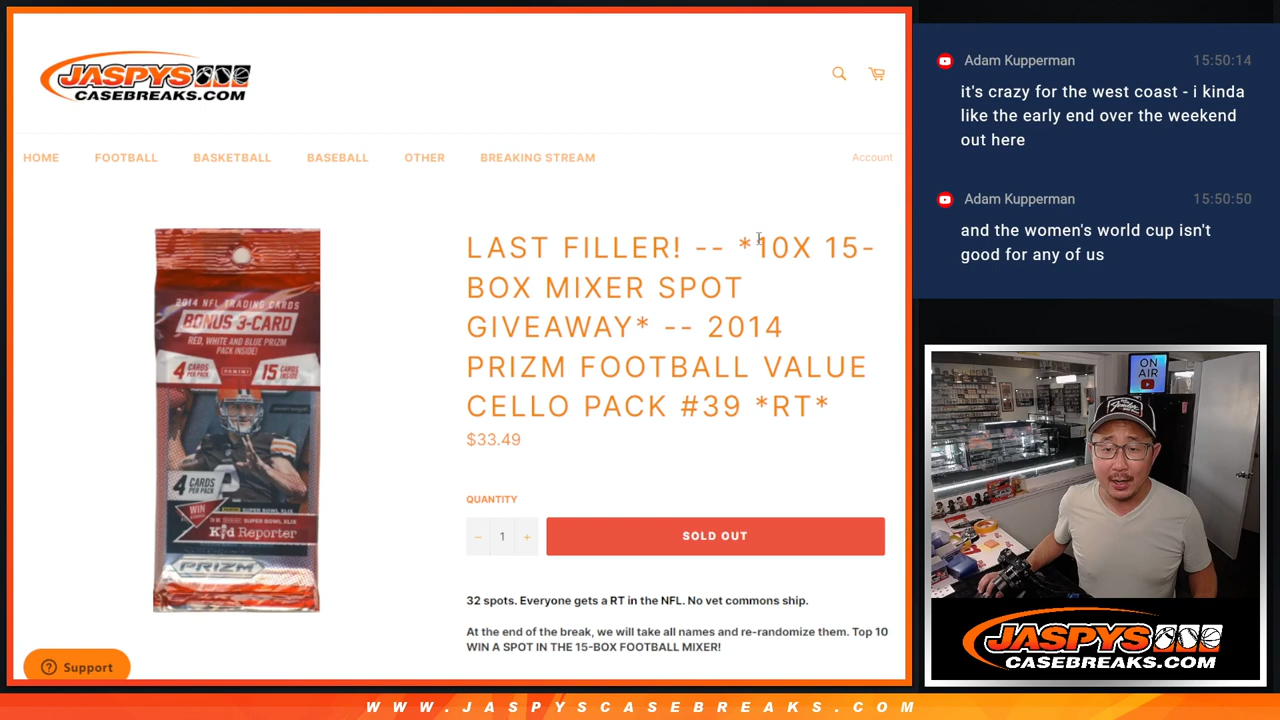 JASPYS
CASEBREAKS.COM
HOME FOOTBALL BASKETBALL BASEBALL OTHER BREAKING STREAM Account
2014 NFL TRADING CARDS
BONUS 3-CARD
RED, WHITE AND BLUE PRIZM
PACK INSIDE!
4 CARDS PER PACK PANINI 15 CARDS INSIDE
4 CARDS
PER PACK
WIN
SUPER BOWL XLIX
Kid Reporter
PRIZM
LAST FILLER! -- *10X 15-
BOX MIXER SPOT
GIVEAWAY* -- 2014
PRIZM FOOTBALL VALUE
CELLO PACK #39 *RT*
$33.49
QUANTITY
− 1 + SOLD OUT
32 spots. Everyone gets a RT in the NFL. No vet commons ship.
At the end of the break, we will take all names and re-randomize them. Top 10
WIN A SPOT IN THE 15-BOX FOOTBALL MIXER!
Support
Adam Kupperman 15:50:14
it's crazy for the west coast - i kinda
like the early end over the weekend
out here
Adam Kupperman 15:50:50
and the women's world cup isn't
good for any of us
ON
AIR
JASPYS
CASEBREAKS.COM
WWW.JASPYSCASEBREAKS.COM